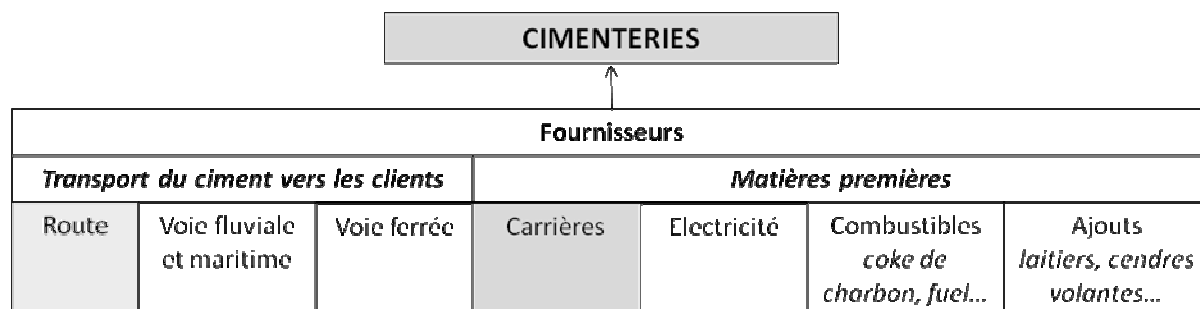 CIMENTERIES
Fournisseurs
Transport du ciment vers les clients
Matières premières
Route
Voie fluviale
et maritime
Voie ferrée
Carrières
Electricité
Combustibles
coke de
charbon, fuel...
Ajouts
laitiers, cendres
volantes...